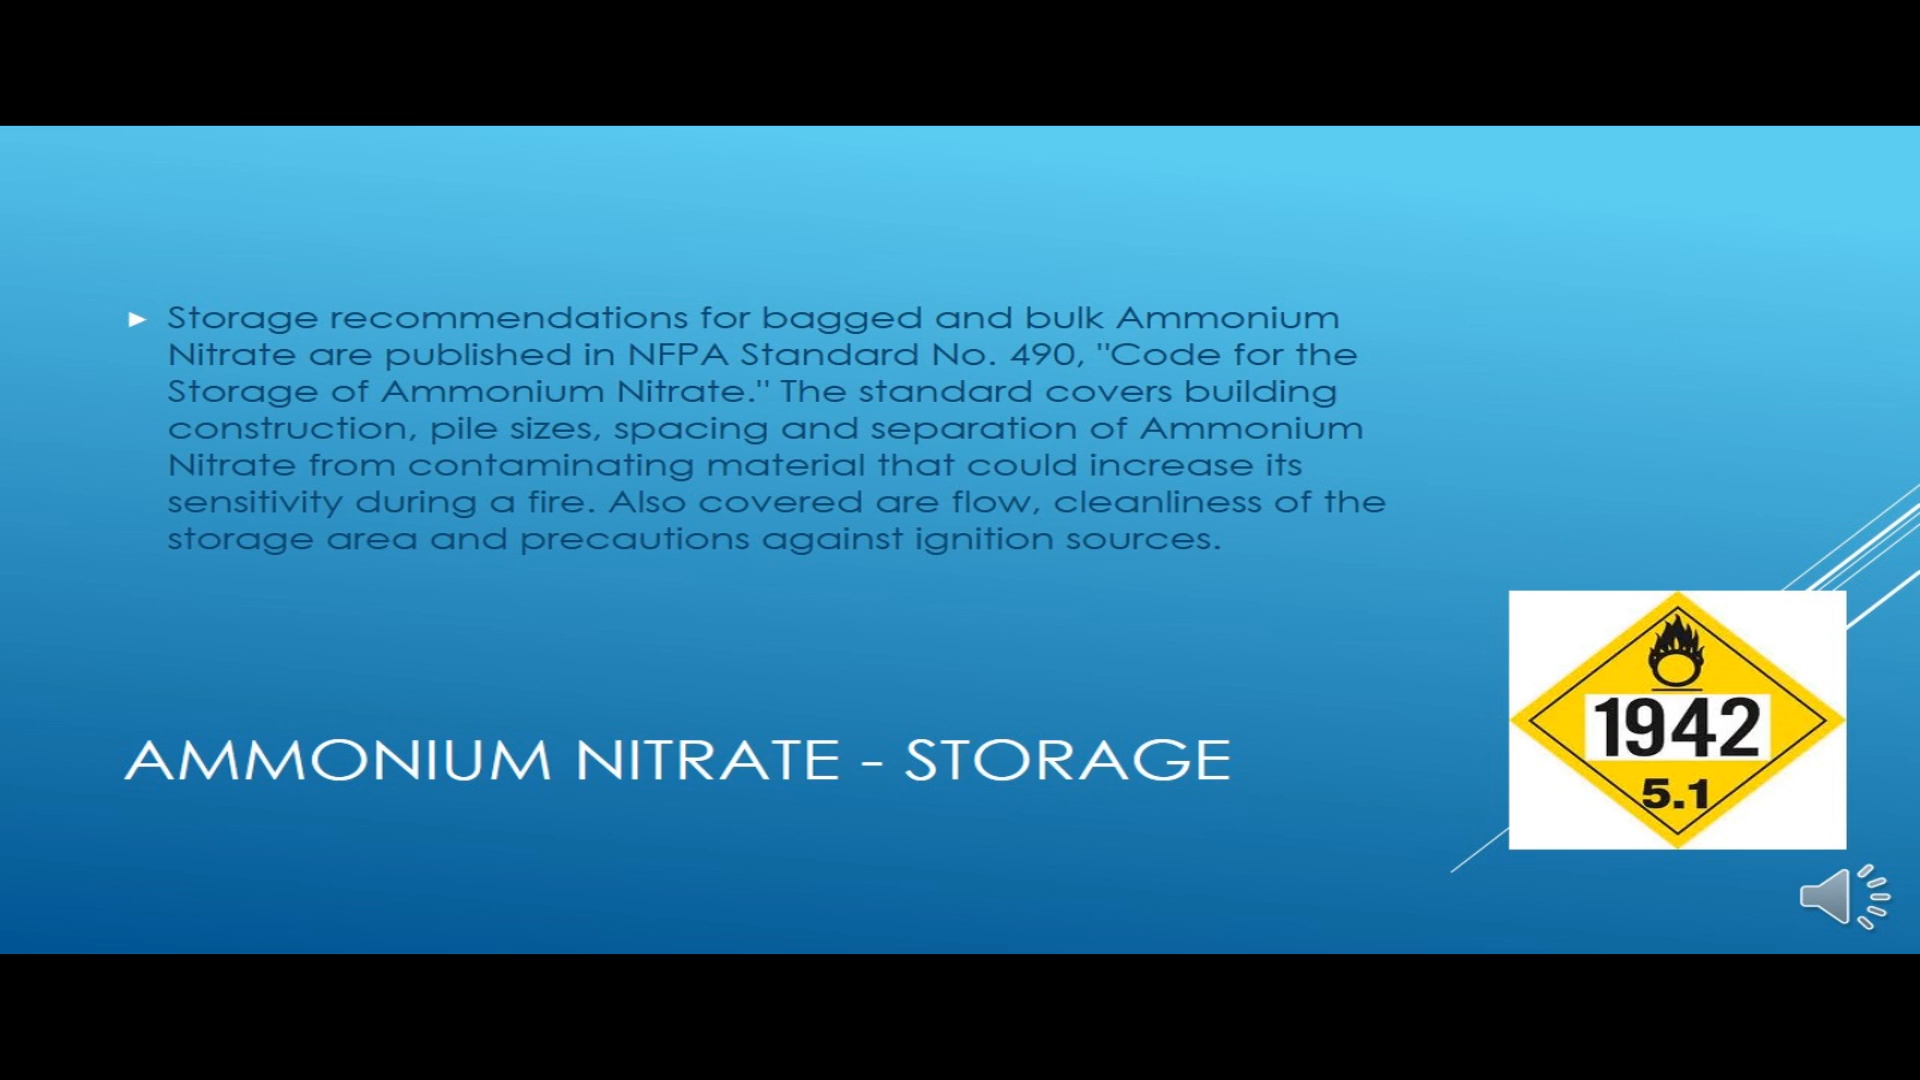 Storage recommendations for bagged and bulk Ammonium
Nitrate are published in NFPA Standard No. 490, "Code for the
Storage of Ammonium Nitrate." The standard covers building
construction, pile sizes, spacing and separation of Ammonium
Nitrate from contaminating material that could increase its
sensitivity during a fire. Also covered are flow, cleanliness of the
storage area and precautions against ignition sources.
AMMONIUM NITRATE - STORAGE
1942
5.1